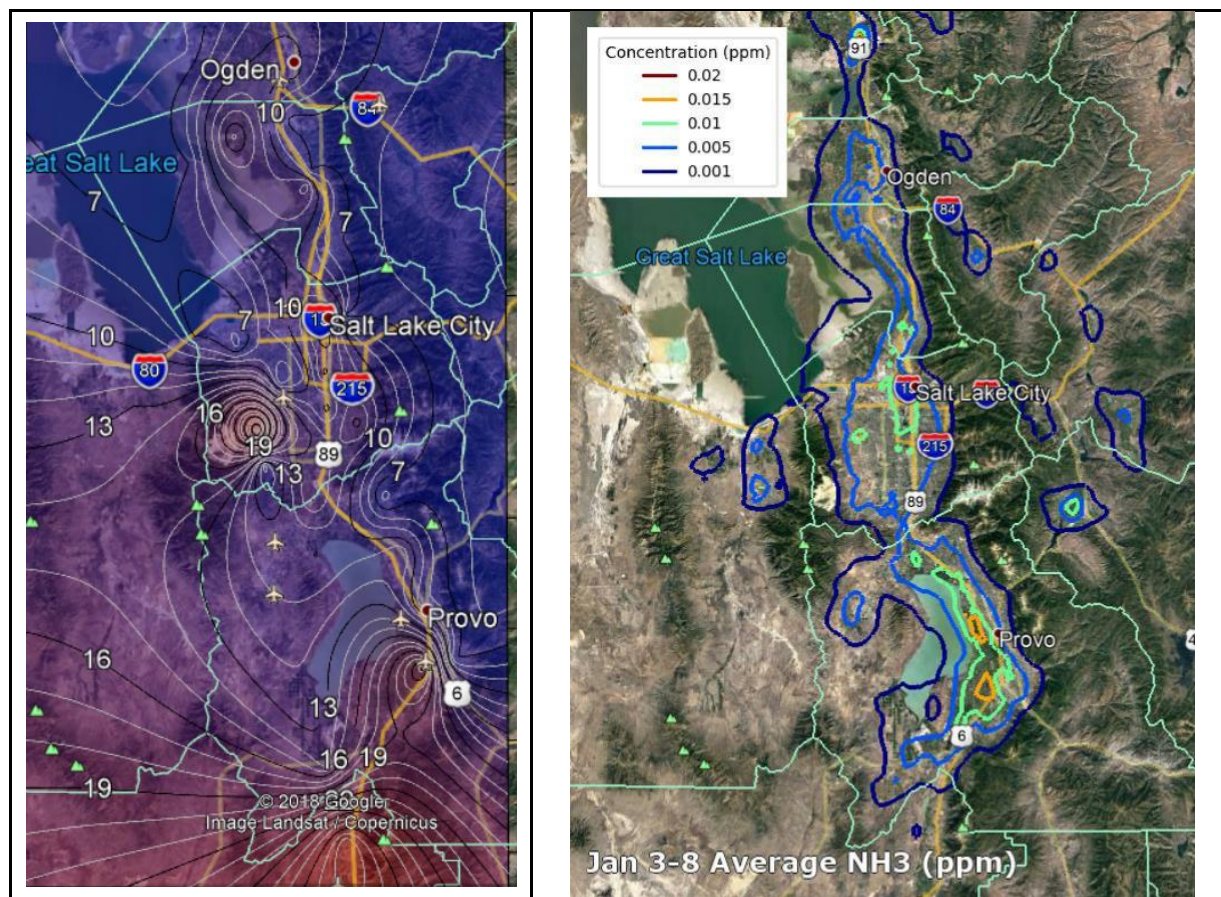 Ogden
10
84
eat Salt Lake
7
7
10
7
15
Salt Lake City
10
80
215
16
13
19
89
10
13
7
Provo
16
6
13
16
19
19
© 2018 Google
Image Landsat / Copernicus
91
Concentration (ppm)
0.02
0.015
0.01
0.005
0.001
Ogden
84
Great Salt Lake
15
Salt Lake City
215
89
Provo
4
6
Jan 3-8 Average NH3 (ppm)